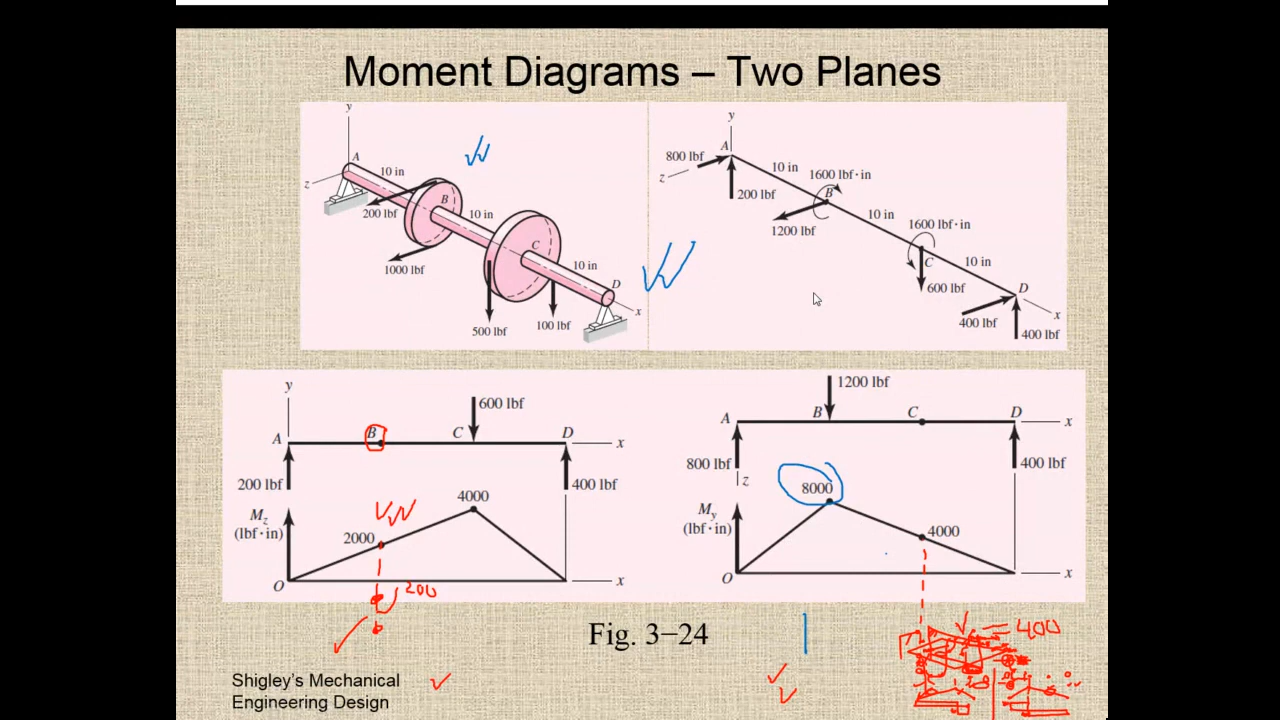 Moment Diagrams – Two Planes
y
A
10 in
z
200 lbf
B
10 in
1000 lbf
C
10 in
D
x
500 lbf
100 lbf
y
A
800 lbf
z
10 in
1600 lbf·in
B
200 lbf
10 in
1200 lbf
1600 lbf·in
C
10 in
600 lbf
D
x
400 lbf
400 lbf
y
600 lbf
A B C D x
200 lbf
400 lbf
Mz
(lbf·in)
2000
4000
O
x
200
1200 lbf
A B C D x
800 lbf
z
400 lbf
My
(lbf·in)
8000
4000
O
x
Fig. 3–24
= 400
Shigley's Mechanical
Engineering Design